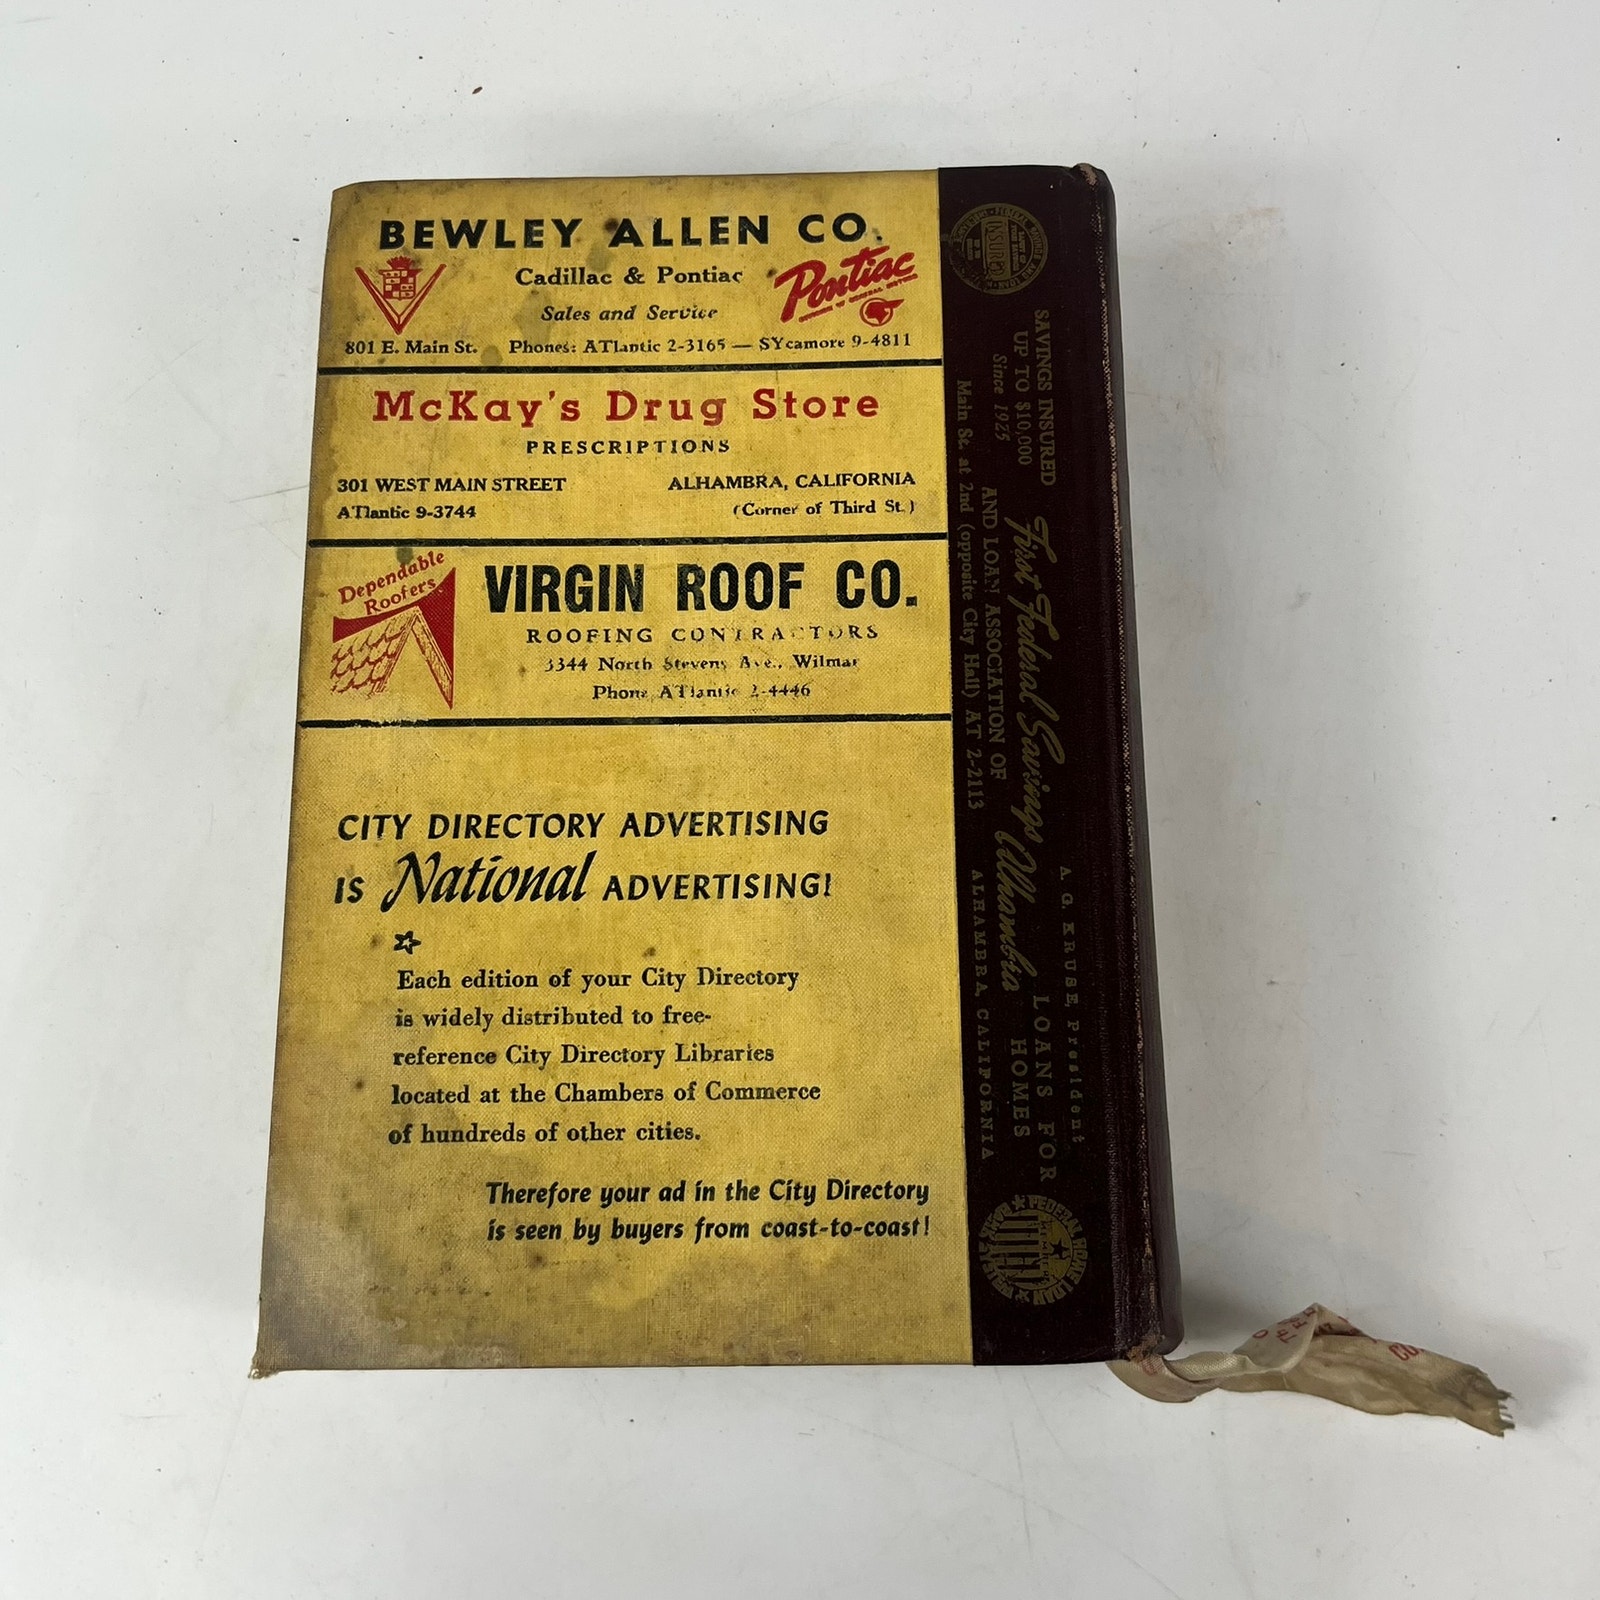 BEWLEY ALLEN CO.
Cadillac & Pontiac
Pontiac
Sales and Service
801 E. Main St. Phones: ATlantic 2-3165 — SYcamore 9-4811
McKay's Drug Store
PRESCRIPTIONS
301 WEST MAIN STREET ALHAMBRA, CALIFORNIA
ATlantic 9-3744 (Corner of Third St.)
Dependable
Roofers
VIRGIN ROOF CO.
ROOFING CONTRACTORS
3344 North Stevens Ave., Wilmar
Phone ATlantic 2-4446
CITY DIRECTORY ADVERTISING
IS National ADVERTISING!
Each edition of your City Directory
is widely distributed to free-
reference City Directory Libraries
located at the Chambers of Commerce
of hundreds of other cities.
Therefore your ad in the City Directory
is seen by buyers from coast-to-coast!
SAVINGS INSURED
UP TO $10,000
Since 1925
First Federal Savings
AND LOAN ASSOCIATION OF
Alhambra
Main St. at 2nd (opposite City Hall) AT 2-2113
A. G. KRUSE, President
LOANS FOR
HOMES
ALHAMBRA, CALIFORNIA
INSURED
FEDERAL HOME LOAN BANK SYSTEM